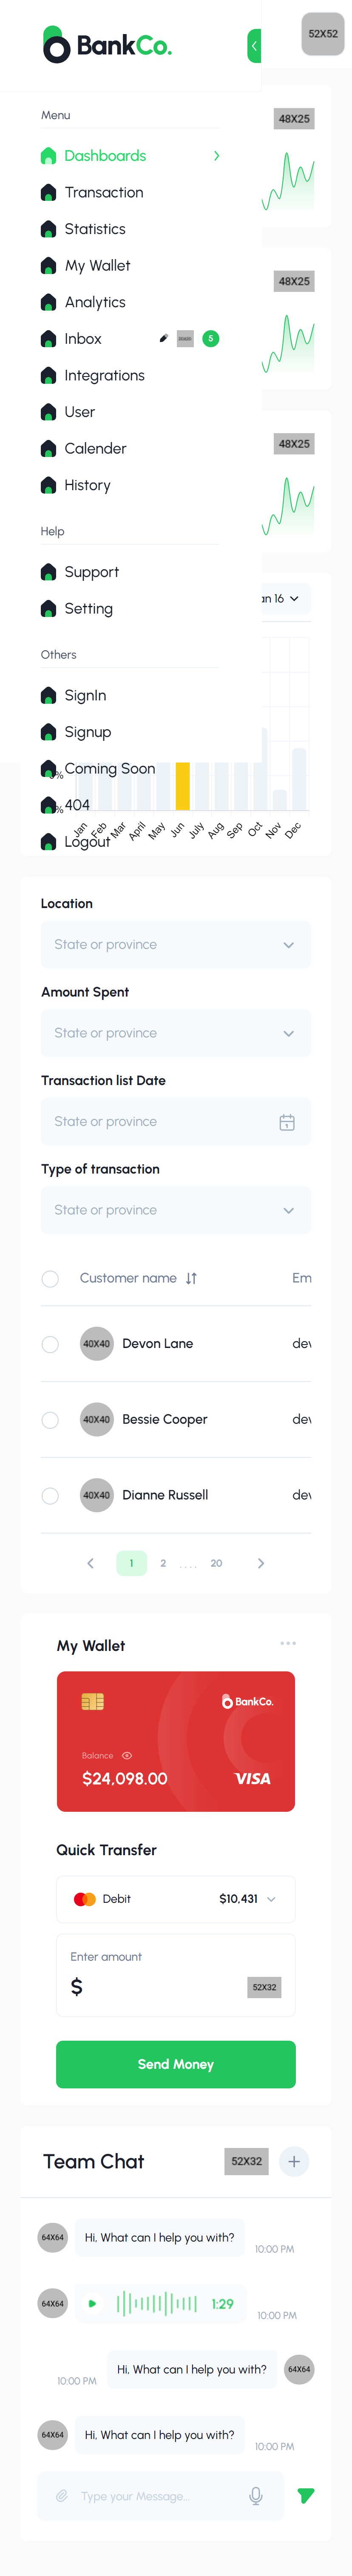 BankCo.
52X52
Menu
48X25
Dashboards
Transaction
Statistics
My Wallet
48X25
Analytics
Inbox
5
Integrations
User
Calender
48X25
History
Help
Support
Setting
an 16
Others
SignIn
Signup
Coming Soon
%
404
%
Logout
Jan
Feb
Mar
April
May
Jun
July
Aug
Sep
Oct
Nov
Dec
Location
State or province
Amount Spent
State or province
Transaction list Date
State or province
Type of transaction
State or province
Customer name
Em
40X40 Devon Lane
dev
40X40 Bessie Cooper
dev
40X40 Dianne Russell
dev
1 2 .... 20
My Wallet
BankCo.
Balance
$24,098.00
VISA
Quick Transfer
Debit $10,431
Enter amount
$
52X32
Send Money
Team Chat
52X32
64X64
Hi, What can I help you with?
10:00 PM
64X64
1:29
10:00 PM
Hi, What can I help you with?
64X64
10:00 PM
64X64
Hi, What can I help you with?
10:00 PM
Type your Message...